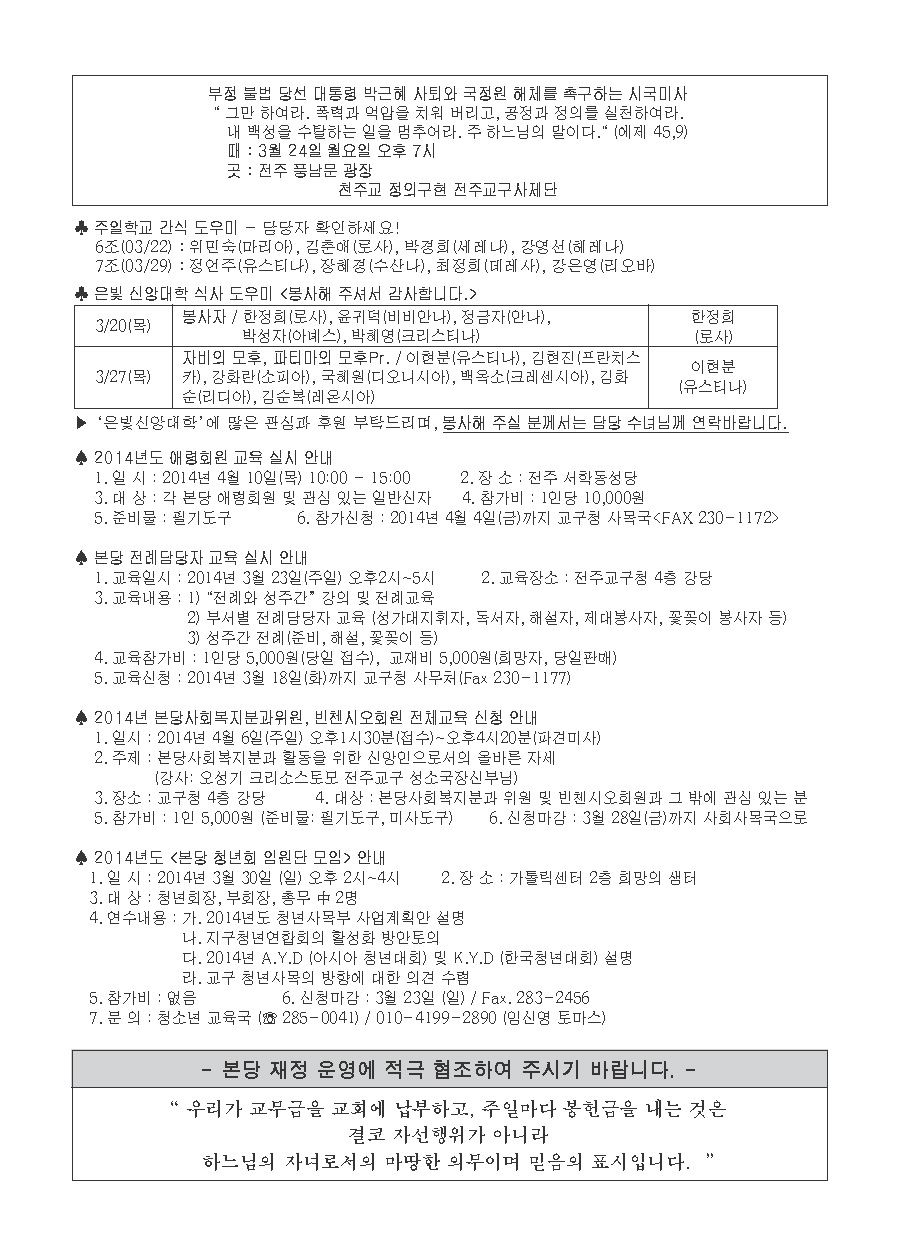 부정 불법 당선 대통령 박근혜 사퇴와 국정원 해체를 촉구하는 시국미사
“ 그만 하여라. 폭력과 억압을 치워 버리고, 공정과 정의를 실천하여라.
내 백성을 수탈하는 일을 멈추어라. 주 하느님의 말이다.“ (에제 45,9)
때 : 3월 24일 월요일 오후 7시
곳 : 전주 풍남문 광장
천주교 정의구현 전주교구사제단
♣ 주일학교 간식 도우미 - 담당자 확인하세요!
6조(03/22) : 위민숙(마리아), 김춘애(로사), 박경희(세레나), 강영선(헤레나)
7조(03/29) : 정언주(유스티나), 장혜경(수산나), 최정희(데레사), 강은영(리오바)
♣ 은빛 신앙대학 식사 도우미 <봉사해 주셔서 감사합니다.>
3/20(목) 봉사자 / 한정희(로사), 윤귀덕(비비안나), 정금자(안나), 한정희
박성자(아녜스), 박혜영(크리스티나) (로사)
자비의 모후, 파티마의 모후Pr. / 이현분(유스티나), 김현진(프란치스
3/27(목) 카), 강화란(소피아), 국혜원(디오니시아), 백옥소(크레센시아), 김화 이현분
순(리디아), 김순복(레온시아) (유스티나)
▶ ‘은빛신앙대학’에 많은 관심과 후원 부탁드리며, 봉사해 주실 분께서는 담당 수녀님께 연락바랍니다.
♠ 2014년도 애령회원 교육 실시 안내
1. 일 시 : 2014년 4월 10일(목) 10:00 - 15:00 2. 장 소 : 전주 서학동성당
3. 대 상 : 각 본당 애령회원 및 관심 있는 일반신자 4. 참가비 : 1인당 10,000원
5. 준비물 : 필기도구 6. 참가신청 : 2014년 4월 4일(금)까지 교구청 사목국<FAX 230-1172>
♠ 본당 전례담당자 교육 실시 안내
1. 교육일시 : 2014년 3월 23일(주일) 오후2시~5시 2. 교육장소 : 전주교구청 4층 강당
3. 교육내용 : 1) “전례와 성주간” 강의 및 전례교육
2) 부서별 전례담당자 교육 (성가대지휘자, 독서자, 해설자, 제대봉사자, 꽃꽂이 봉사자 등)
3) 성주간 전례(준비, 해설, 꽃꽂이 등)
4. 교육참가비 : 1인당 5,000원(당일 접수), 교재비 5,000원(희망자, 당일판매)
5. 교육신청 : 2014년 3월 18일(화)까지 교구청 사무처(Fax 230-1177)
♠ 2014년 본당사회복지분과위원, 빈첸시오회원 전체교육 신청 안내
1. 일시 : 2014년 4월 6일(주일) 오후1시30분(접수)~오후4시20분(파견미사)
2. 주제 : 본당사회복지분과 활동을 위한 신앙인으로서의 올바른 자세
(강사: 오성기 크리소스토모 전주교구 성소국장신부님)
3. 장소 : 교구청 4층 강당 4. 대상 : 본당사회복지분과 위원 및 빈첸시오회원과 그 밖에 관심 있는 분
5. 참가비 : 1인 5,000원 (준비물: 필기도구, 미사도구) 6. 신청마감 : 3월 28일(금)까지 사회사목국으로
♠ 2014년도 <본당 청년회 임원단 모임> 안내
1. 일 시 : 2014년 3월 30일 (일) 오후 2시~4시 2. 장 소 : 가톨릭센터 2층 희망의 샘터
3. 대 상 : 청년회장, 부회장, 총무 中 2명
4. 연수내용 : 가. 2014년도 청년사목부 사업계획안 설명
나. 지구청년연합회의 활성화 방안토의
다. 2014년 A.Y.D (아시아 청년대회) 및 K.Y.D (한국청년대회) 설명
라. 교구 청년사목의 방향에 대한 의견 수렴
5. 참가비 : 없음 6. 신청마감 : 3월 23일 (일) / Fax. 283-2456
7. 문 의 : 청소년 교육국 (☎ 285-0041) / 010-4199-2890 (임신영 토마스)
- 본당 재정 운영에 적극 협조하여 주시기 바랍니다. -
“ 우리가 교무금을 교회에 납부하고, 주일마다 봉헌금을 내는 것은
결코 자선행위가 아니라
하느님의 자녀로서의 마땅한 의무이며 믿음의 표시입니다. ”